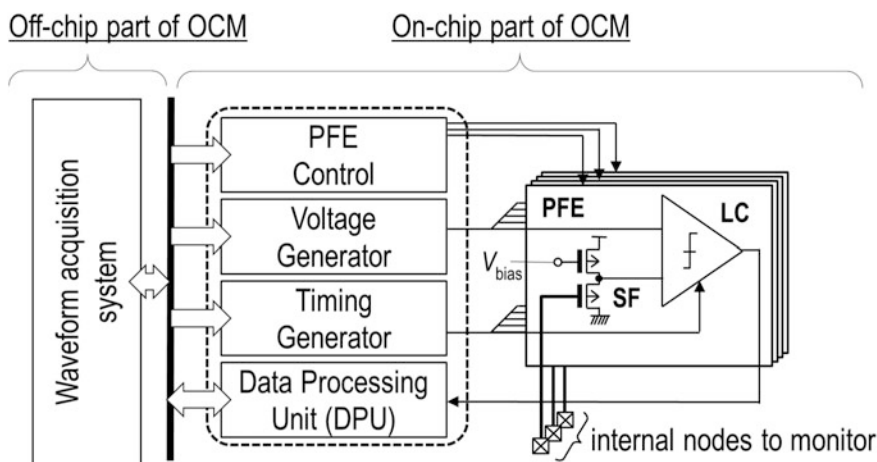 Off-chip part of OCM
On-chip part of OCM
Waveform acquisition
system
PFE
Control
Voltage
Generator
Timing
Generator
Data Processing
Unit (DPU)
PFE
LC
Vbias
SF
internal nodes to monitor